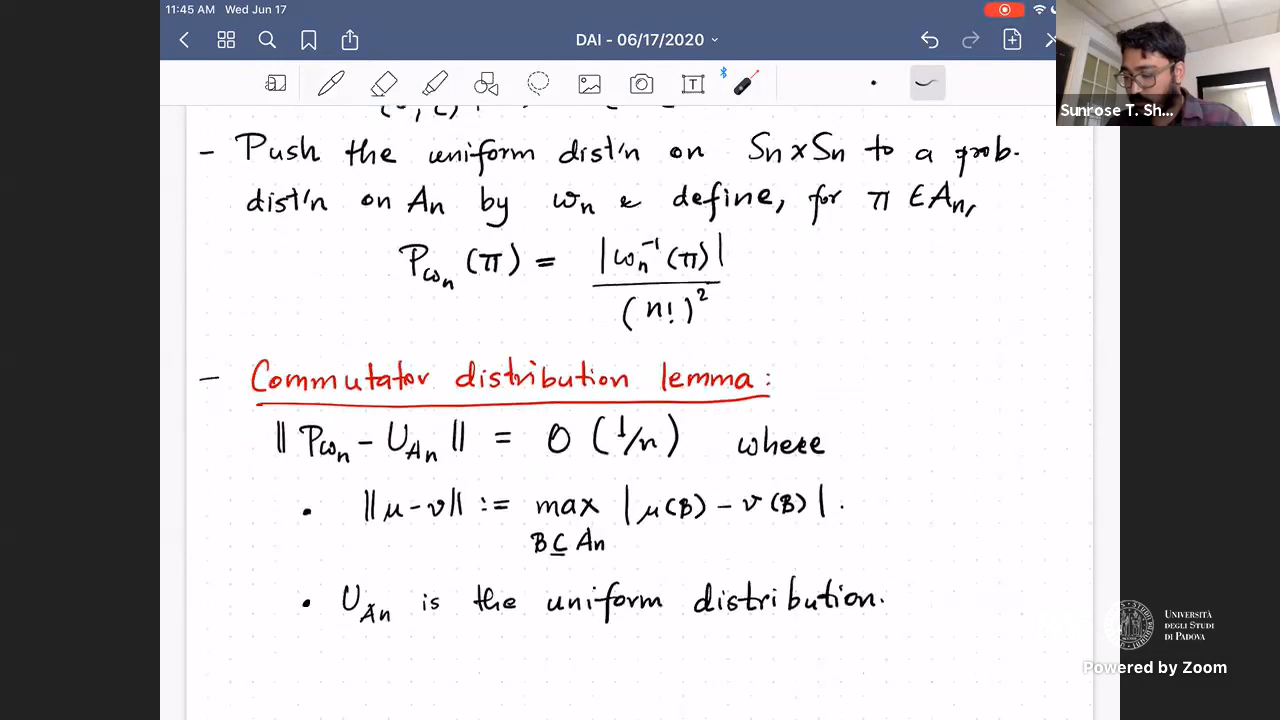 11:45 AM Wed Jun 17
DAI - 06/17/2020
Sunrose T. Sh...
- Push the uniform dist'n on Sn x Sn to a prob.
dist'n on An by ωn & define, for π ∈ An,
Pωn (π) = |ωn⁻¹(π)| / (n!)²
- Commutator distribution lemma:
|| Pωn - UAn || = O (1/n) where
• ||μ - ν|| := max |μ(B) - ν(B)|.
B ⊆ An
• UAn is the uniform distribution.
UNIVERSITÀ
DEGLI STUDI
DI PADOVA
Powered by Zoom